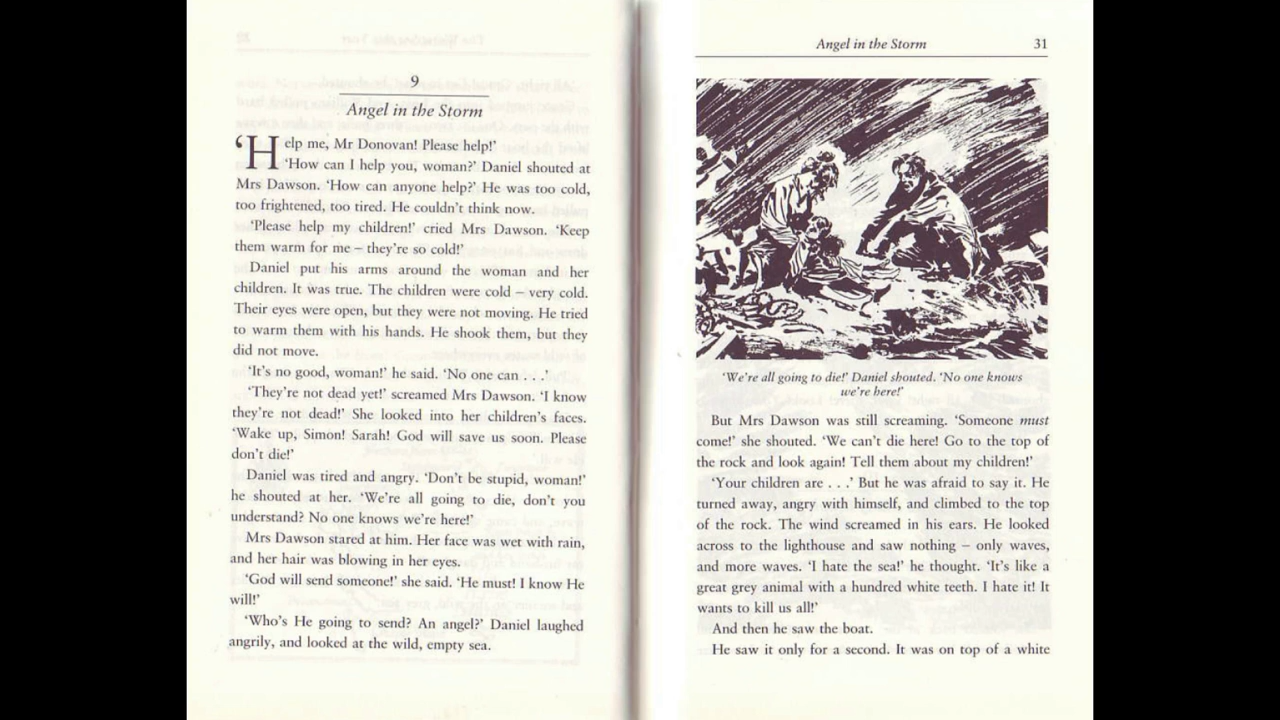 9
Angel in the Storm
‘Help me, Mr Donovan! Please help!’
‘How can I help you, woman?’ Daniel shouted at
Mrs Dawson. ‘How can anyone help?’ He was too cold,
too frightened, too tired. He couldn’t think now.
‘Please help my children!’ cried Mrs Dawson. ‘Keep
them warm for me – they’re so cold!’
Daniel put his arms around the woman and her
children. It was true. The children were cold – very cold.
Their eyes were open, but they were not moving. He tried
to warm them with his hands. He shook them, but they
did not move.
‘It’s no good, woman!’ he said. ‘No one can . . .’
‘They’re not dead yet!’ screamed Mrs Dawson. ‘I know
they’re not dead!’ She looked into her children’s faces.
‘Wake up, Simon! Sarah! God will save us soon. Please
don’t die!’
Daniel was tired and angry. ‘Don’t be stupid, woman!’
he shouted at her. ‘We’re all going to die, don’t you
understand? No one knows we’re here!’
Mrs Dawson stared at him. Her face was wet with rain,
and her hair was blowing in her eyes.
‘God will send someone!’ she said. ‘He must! I know He
will!’
‘Who’s He going to send? An angel?’ Daniel laughed
angrily, and looked at the wild, empty sea.
Angel in the Storm 31
‘We’re all going to die!’ Daniel shouted. ‘No one knows
we’re here!’
But Mrs Dawson was still screaming. ‘Someone must
come!’ she shouted. ‘We can’t die here! Go to the top of
the rock and look again! Tell them about my children!’
‘Your children are . . .’ But he was afraid to say it. He
turned away, angry with himself, and climbed to the top
of the rock. The wind screamed in his ears. He looked
across to the lighthouse and saw nothing – only waves,
and more waves. ‘I hate the sea!’ he thought. ‘It’s like a
great grey animal with a hundred white teeth. I hate it! It
wants to kill us all!’
And then he saw the boat.
He saw it only for a second. It was on top of a white